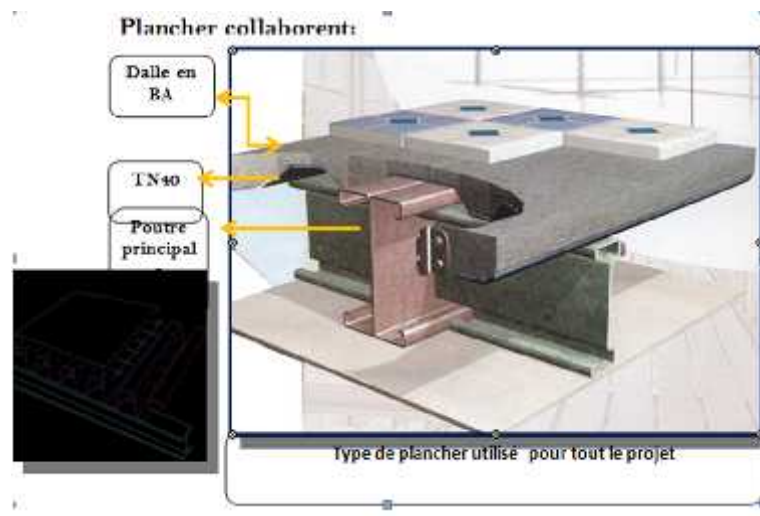 Plancher collaborent:
Dalle en
BA
TN40
Poutre
principal
Type de plancher utilisé pour tout le projet